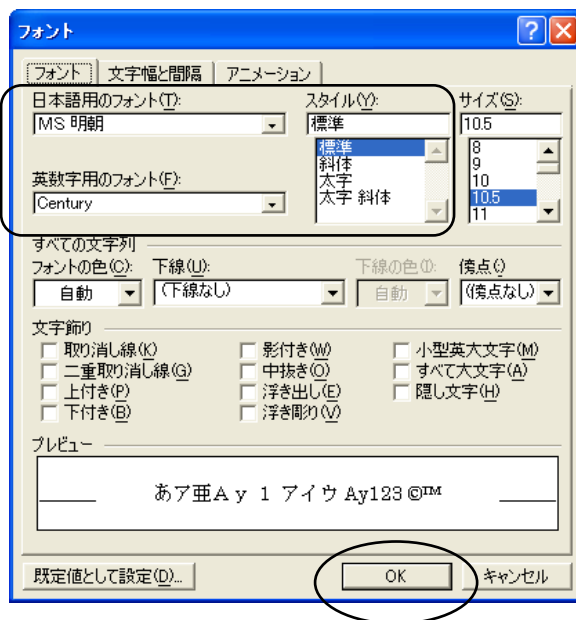 フォント
フォント 文字幅と間隔 アニメーション
日本語用のフォント(T): スタイル(Y): サイズ(S):
MS 明朝 標準 10.5
標準 8
斜体 9
英数字用のフォント(F): 太字 10
Century 太字 斜体 10.5
11
すべての文字列
フォントの色(C): 下線(U): 下線の色(I): 傍点(:)
自動 (下線なし) 自動 (傍点なし)
文字飾り
取り消し線(K) 影付き(W) 小型英大文字(M)
二重取り消し線(G) 中抜き(O) すべて大文字(A)
上付き(P) 浮き出し(E) 隠し文字(H)
下付き(B) 浮き彫り(V)
プレビュー
あア亜Ay 1 アイウ Ay123 ©™
既定値として設定(D)... OK キャンセル